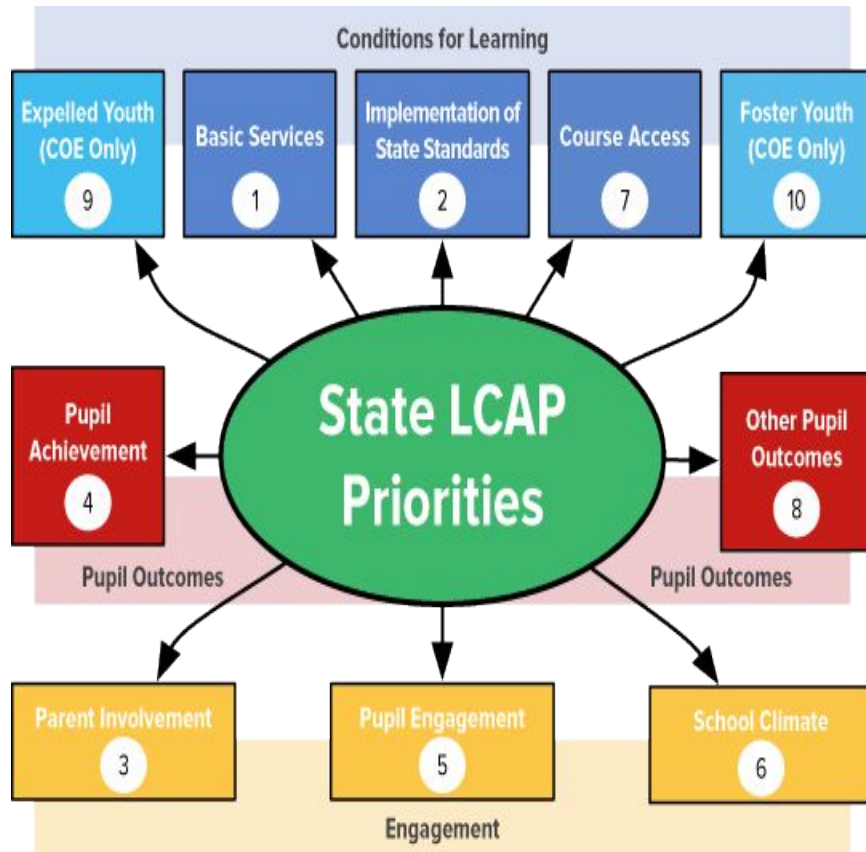 Conditions for Learning
Expelled Youth
(COE Only)
9
Basic Services
1
Implementation of
State Standards
2
Course Access
7
Foster Youth
(COE Only)
10
State LCAP
Priorities
Pupil
Achievement
4
Other Pupil
Outcomes
8
Pupil Outcomes
Pupil Outcomes
Parent Involvement
3
Pupil Engagement
5
School Climate
6
Engagement